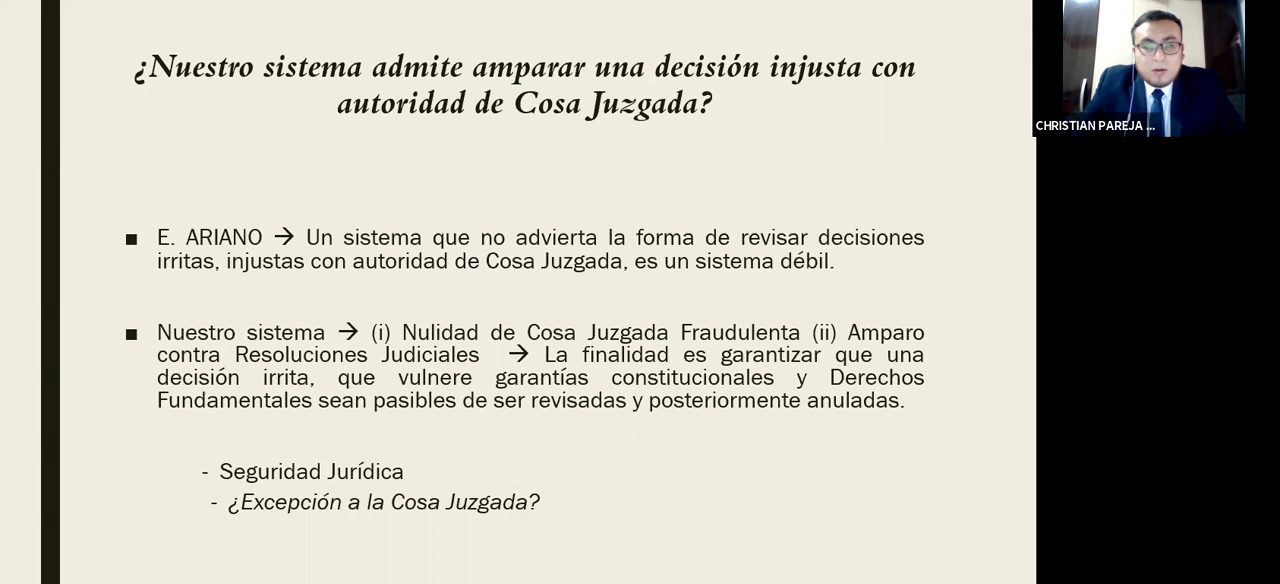 ¿Nuestro sistema admite amparar una decisión injusta con
autoridad de Cosa Juzgada?
■ E. ARIANO → Un sistema que no advierta la forma de revisar decisiones
irritas, injustas con autoridad de Cosa Juzgada, es un sistema débil.
■ Nuestro sistema → (i) Nulidad de Cosa Juzgada Fraudulenta (ii) Amparo
contra Resoluciones Judiciales → La finalidad es garantizar que una
decisión irrita, que vulnere garantías constitucionales y Derechos
Fundamentales sean pasibles de ser revisadas y posteriormente anuladas.
- Seguridad Jurídica
- ¿Excepción a la Cosa Juzgada?
CHRISTIAN PAREJA ...